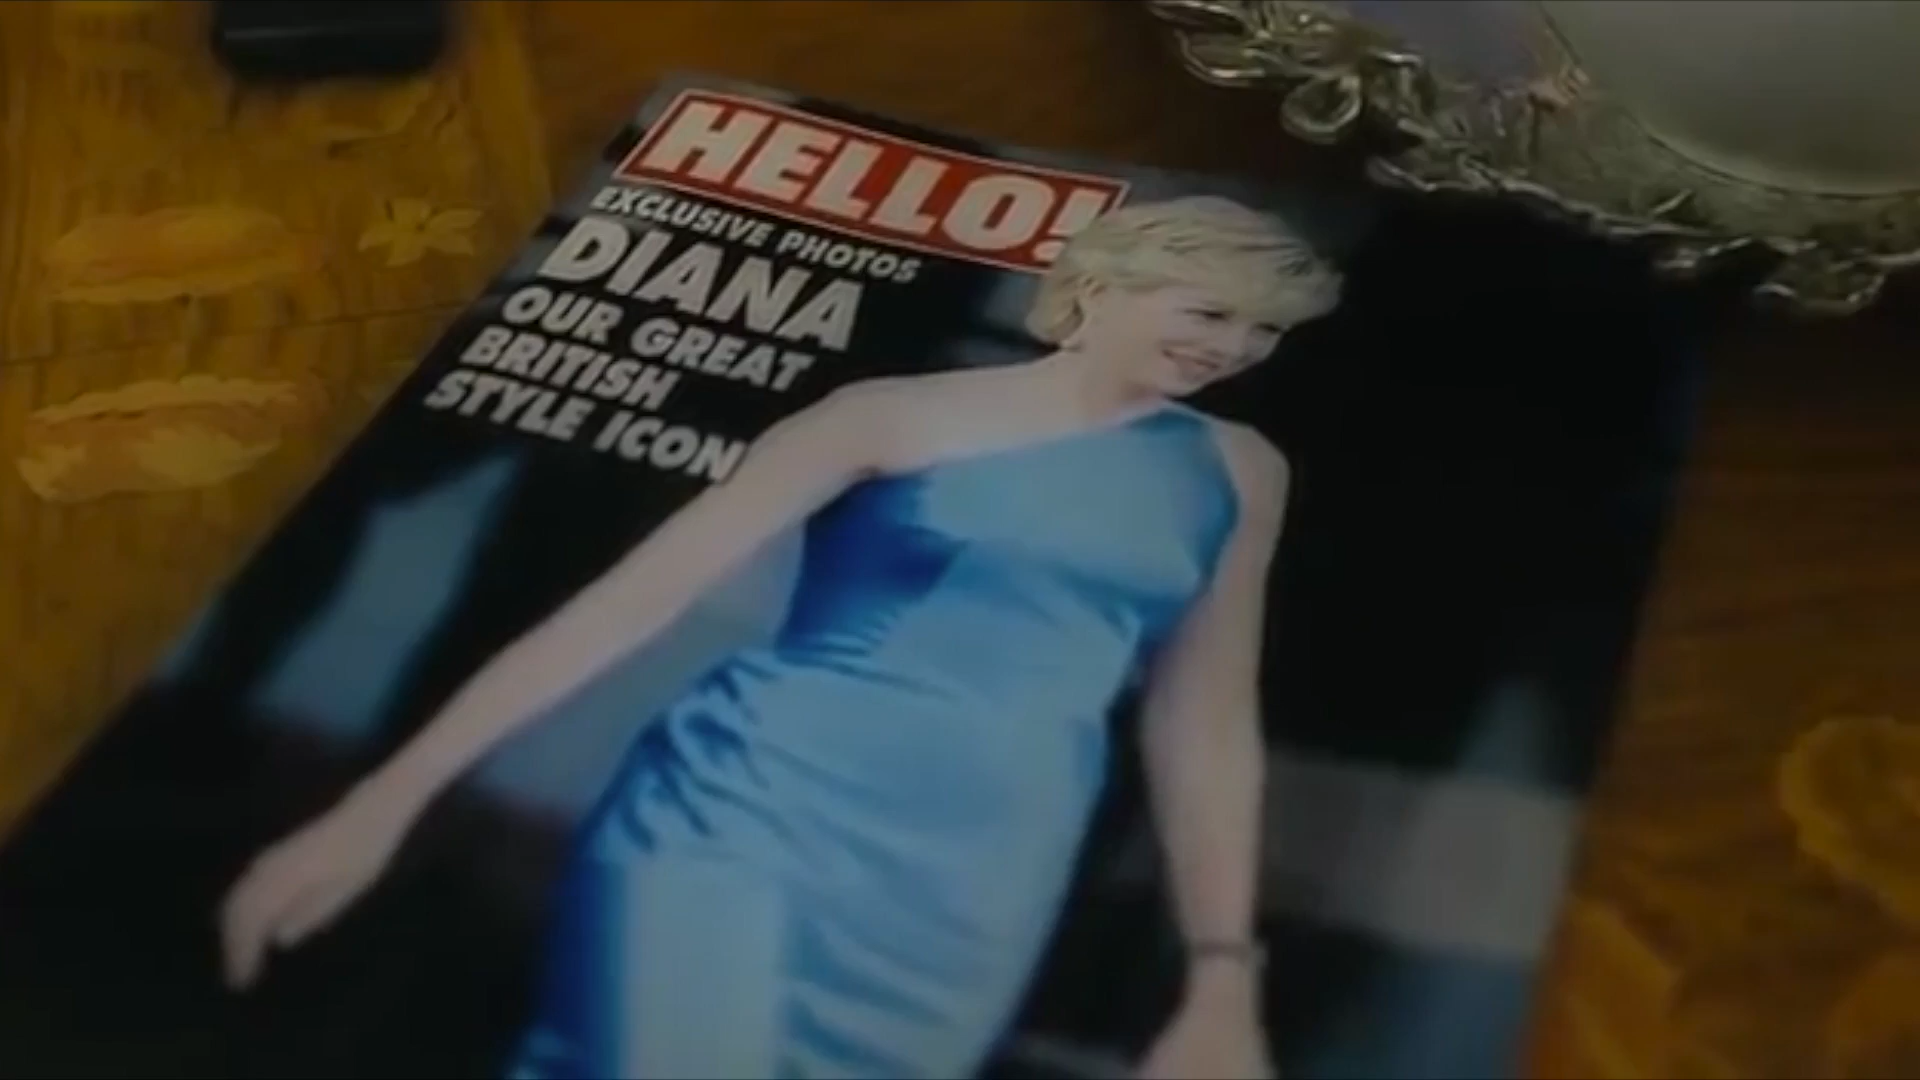 HELLO!
EXCLUSIVE PHOTOS
DIANA
OUR GREAT
BRITISH
STYLE ICON